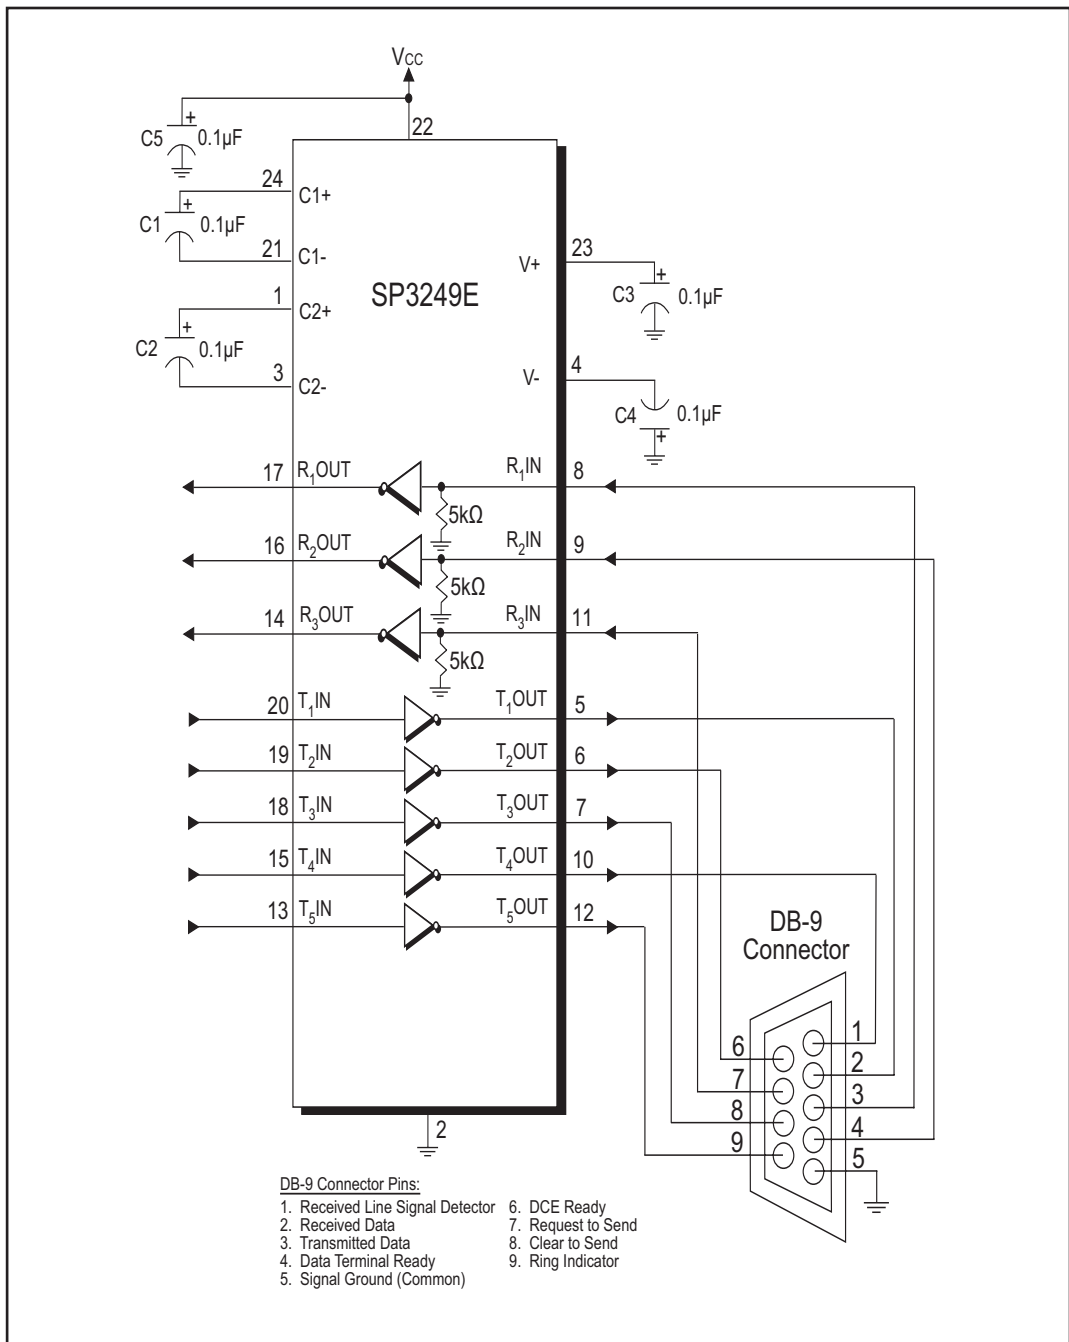 VCC
22
C5
+
0.1µF
24
C1+
C1
+
0.1µF
21
C1-
1
C2+
C2
+
0.1µF
3
C2-
SP3249E
V+
23
C3
+
0.1µF
V-
4
C4
0.1µF
+
17 R1OUT R1IN 8
5kΩ
16 R2OUT R2IN 9
5kΩ
14 R3OUT R3IN 11
5kΩ
20 T1IN T1OUT 5
19 T2IN T2OUT 6
18 T3IN T3OUT 7
15 T4IN T4OUT 10
13 T5IN T5OUT 12
2
DB-9
Connector
6
7
8
9
1
2
3
4
5
DB-9 Connector Pins:
1. Received Line Signal Detector
2. Received Data
3. Transmitted Data
4. Data Terminal Ready
5. Signal Ground (Common)
6. DCE Ready
7. Request to Send
8. Clear to Send
9. Ring Indicator